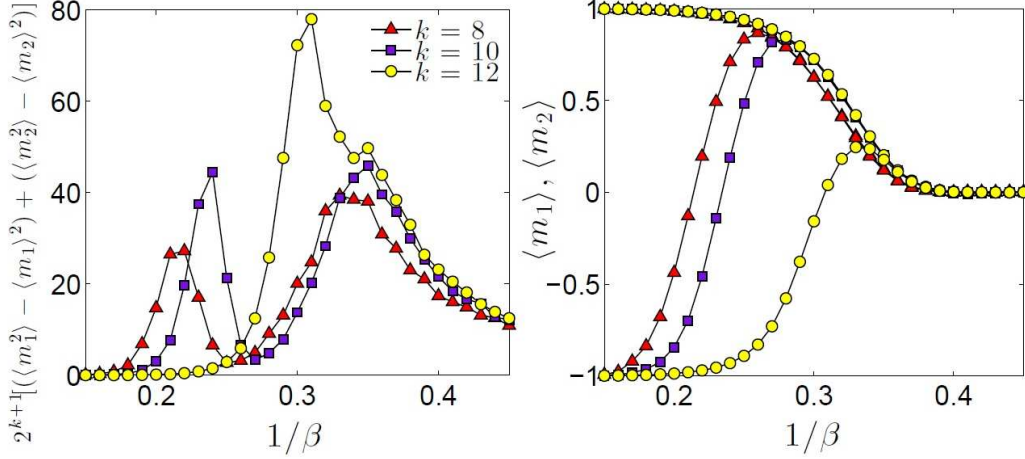 2^{k+1}[(⟨m_1^2⟩ − ⟨m_1⟩^2) + (⟨m_2^2⟩ − ⟨m_2⟩^2)]
80
60
40
20
0
0.2
0.3
0.4
1/β
k = 8
k = 10
k = 12
⟨m_1⟩, ⟨m_2⟩
1
0.5
0
−0.5
−1
0.2
0.3
0.4
1/β